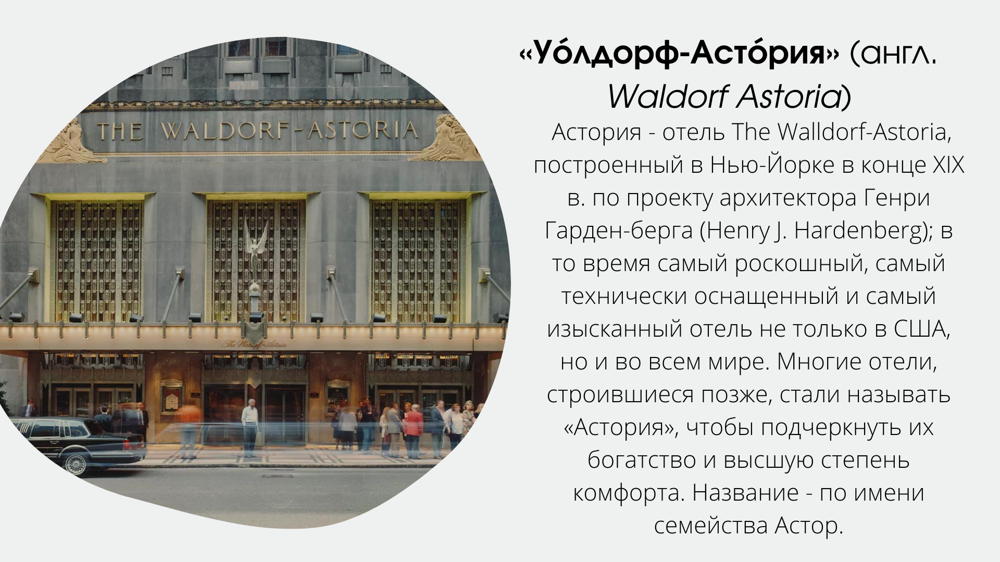 THE WALDORF-ASTORIA
The Waldorf-Astoria
«Уо́лдорф-Асто́рия» (англ.
Waldorf Astoria)
Астория - отель The Walldorf-Astoria,
построенный в Нью-Йорке в конце XIX
в. по проекту архитектора Генри
Гарден-берга (Henry J. Hardenberg); в
то время самый роскошный, самый
технически оснащенный и самый
изысканный отель не только в США,
но и во всем мире. Многие отели,
строившиеся позже, стали называть
«Астория», чтобы подчеркнуть их
богатство и высшую степень
комфорта. Название - по имени
семейства Астор.